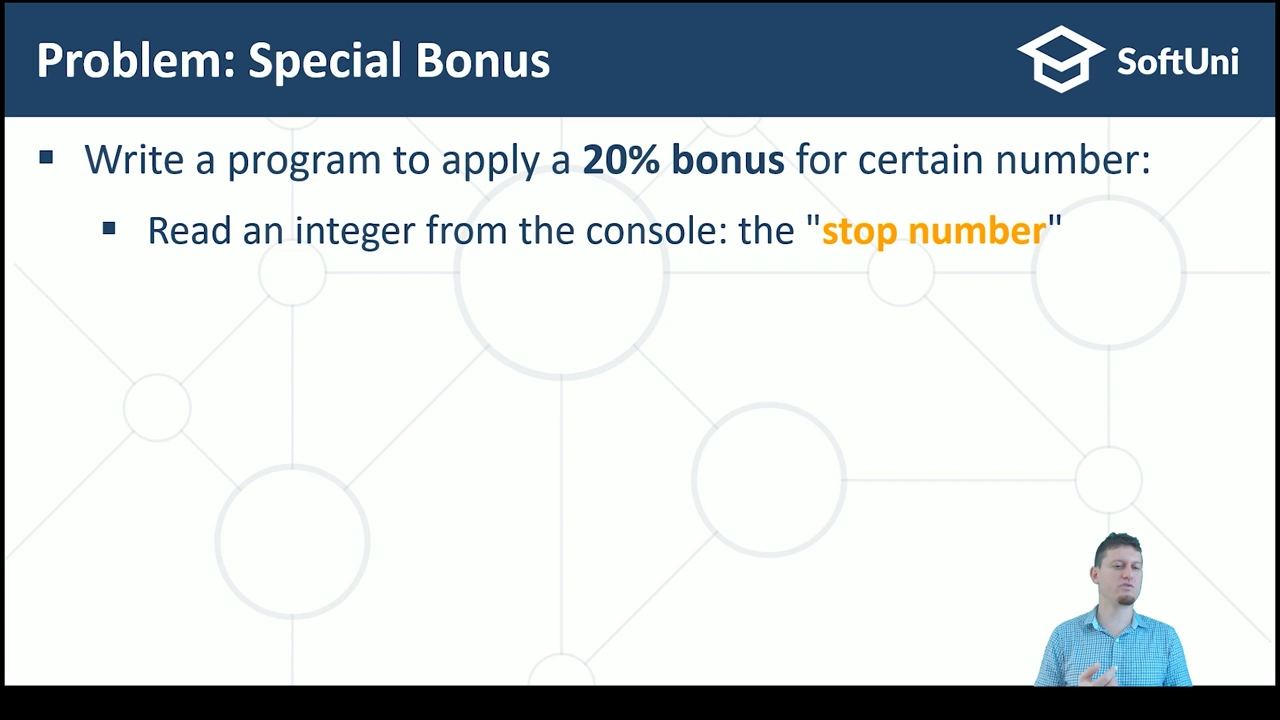 Problem: Special Bonus
SoftUni
Write a program to apply a 20% bonus for certain number:
Read an integer from the console: the "stop number"